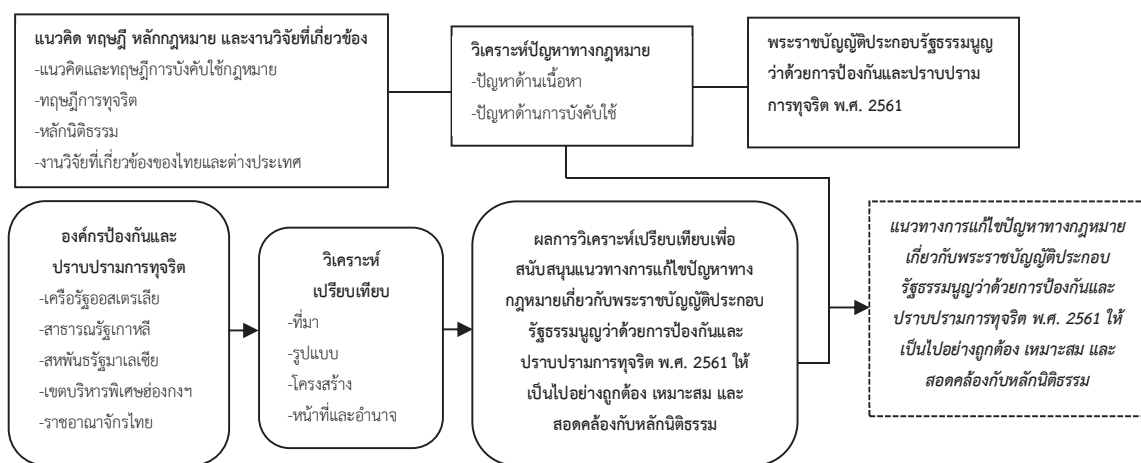 แนวคิด ทฤษฎี หลักกฎหมาย และงานวิจัยที่เกี่ยวข้อง
-แนวคิดและทฤษฎีการบังคับใช้กฎหมาย
-ทฤษฎีการทุจริต
-หลักนิติธรรม
-งานวิจัยที่เกี่ยวข้องของไทยและต่างประเทศ
วิเคราะห์ปัญหาทางกฎหมาย
-ปัญหาด้านเนื้อหา
-ปัญหาด้านการบังคับใช้
พระราชบัญญัติประกอบรัฐธรรมนูญ
ว่าด้วยการป้องกันและปราบปราม
การทุจริต พ.ศ. 2561
องค์กรป้องกันและ
ปราบปรามการทุจริต
-เครือรัฐออสเตรเลีย
-สาธารณรัฐเกาหลี
-สหพันธรัฐมาเลเซีย
-เขตบริหารพิเศษฮ่องกงฯ
-ราชอาณาจักรไทย
วิเคราะห์
เปรียบเทียบ
-ที่มา
-รูปแบบ
-โครงสร้าง
-หน้าที่และอำนาจ
ผลการวิเคราะห์เปรียบเทียบเพื่อ
สนับสนุนแนวทางการแก้ไขปัญหาทาง
กฎหมายเกี่ยวกับพระราชบัญญัติประกอบ
รัฐธรรมนูญว่าด้วยการป้องกันและ
ปราบปรามการทุจริต พ.ศ. 2561 ให้
เป็นไปอย่างถูกต้อง เหมาะสม และ
สอดคล้องกับหลักนิติธรรม
แนวทางการแก้ไขปัญหาทางกฎหมาย
เกี่ยวกับพระราชบัญญัติประกอบ
รัฐธรรมนูญว่าด้วยการป้องกันและ
ปราบปรามการทุจริต พ.ศ. 2561 ให้
เป็นไปอย่างถูกต้อง เหมาะสม และ
สอดคล้องกับหลักนิติธรรม